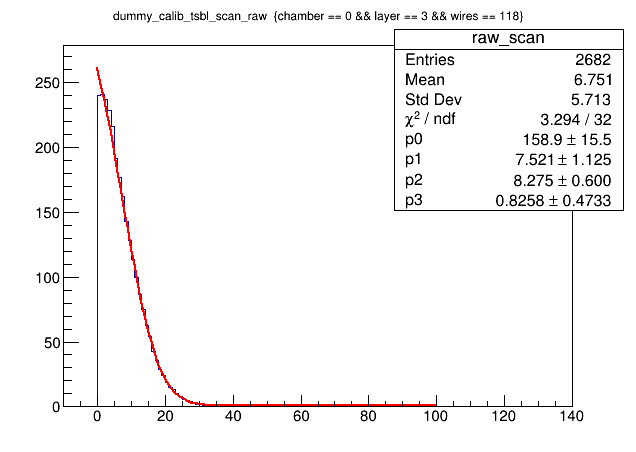 dummy_calib_tsbl_scan_raw {chamber == 0 && layer == 3 && wires == 118}
raw_scan
Entries 2682
Mean 6.751
Std Dev 5.713
χ² / ndf 3.294 / 32
p0 158.9 ± 15.5
p1 7.521 ± 1.125
p2 8.275 ± 0.600
p3 0.8258 ± 0.4733
250
200
150
100
50
0
0 20 40 60 80 100 120 140